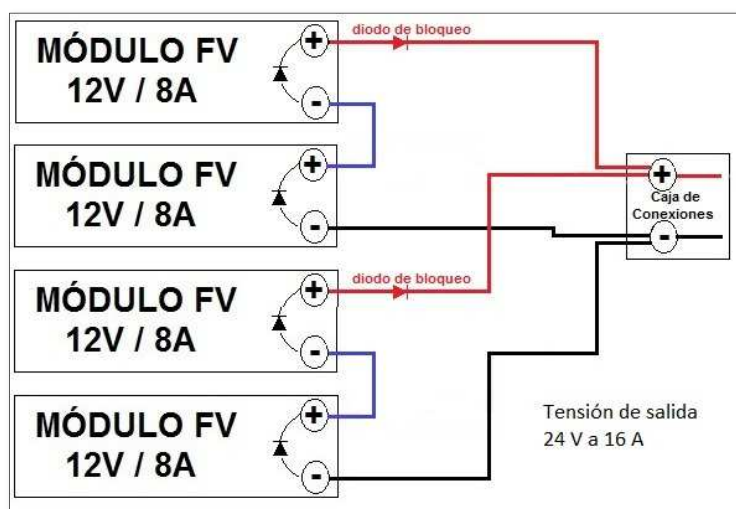 MÓDULO FV
12V / 8A
+
-
diodo de bloqueo
MÓDULO FV
12V / 8A
+
-
+
Caja de
Conexiones
-
MÓDULO FV
12V / 8A
+
-
diodo de bloqueo
MÓDULO FV
12V / 8A
+
-
Tensión de salida
24 V a 16 A